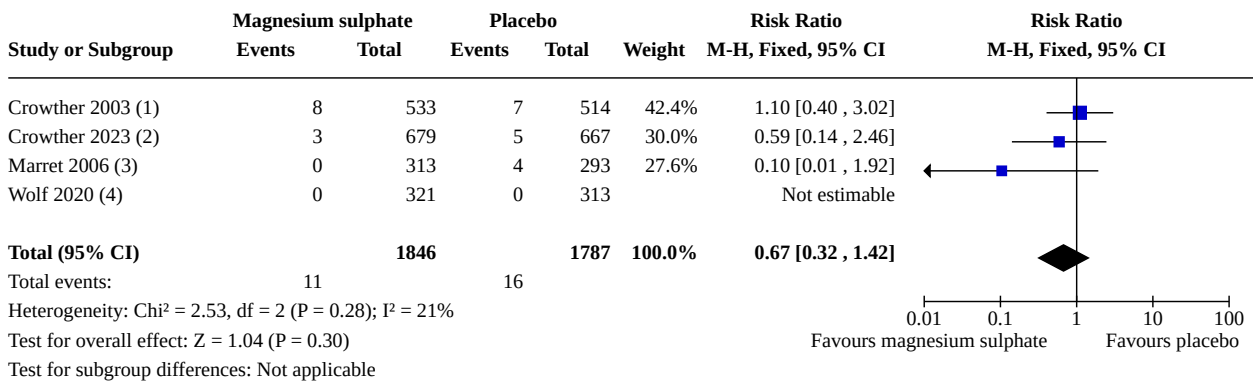 Magnesium sulphate Placebo Risk Ratio Risk Ratio
Study or Subgroup Events Total Events Total Weight M-H, Fixed, 95% CI M-H, Fixed, 95% CI
Crowther 2003 (1) 8 533 7 514 42.4% 1.10 [0.40 , 3.02]
Crowther 2023 (2) 3 679 5 667 30.0% 0.59 [0.14 , 2.46]
Marret 2006 (3) 0 313 4 293 27.6% 0.10 [0.01 , 1.92]
Wolf 2020 (4) 0 321 0 313 Not estimable
Total (95% CI) 1846 1787 100.0% 0.67 [0.32 , 1.42]
Total events: 11 16
Heterogeneity: Chi² = 2.53, df = 2 (P = 0.28); I² = 21%
Test for overall effect: Z = 1.04 (P = 0.30)
Test for subgroup differences: Not applicable
0.01 0.1 1 10 100
Favours magnesium sulphate Favours placebo